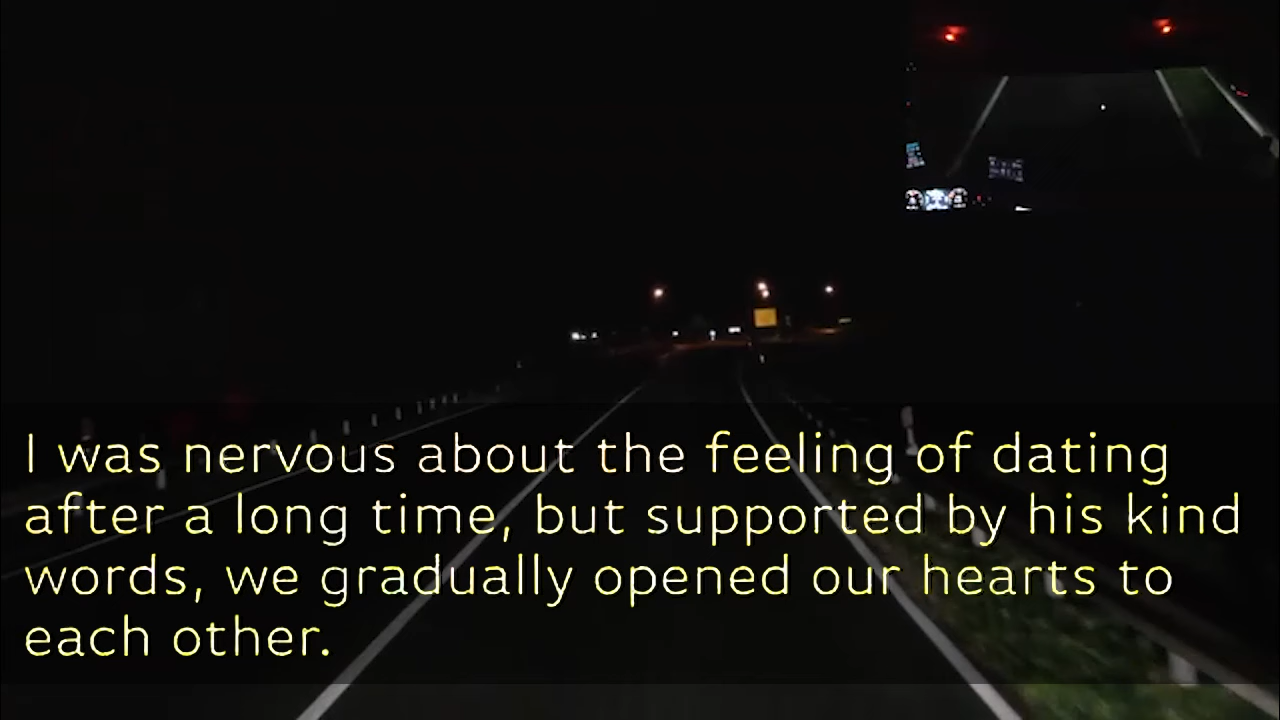 I was nervous about the feeling of dating
after a long time, but supported by his kind
words, we gradually opened our hearts to
each other.